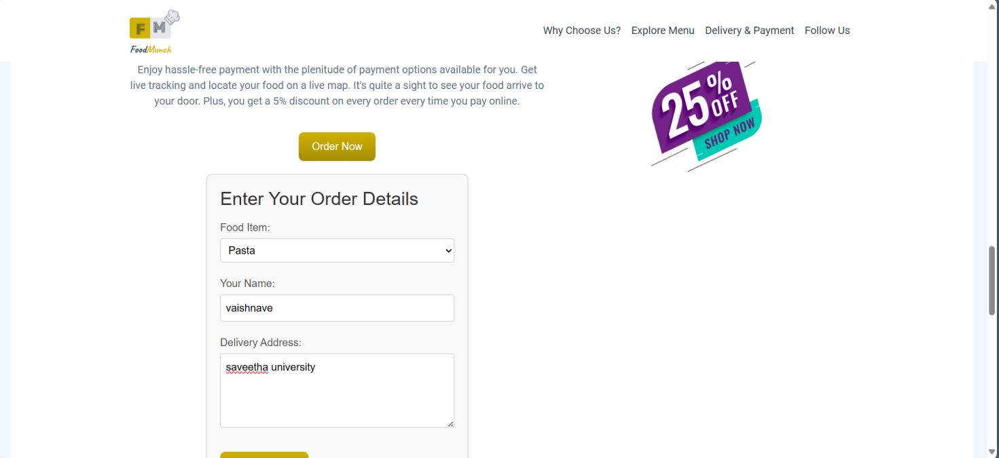 F M
FoodMunch
Why Choose Us? Explore Menu Delivery & Payment Follow Us
Enjoy hassle-free payment with the plenitude of payment options available for you. Get
live tracking and locate your food on a live map. It's quite a sight to see your food arrive to
your door. Plus, you get a 5% discount on every order every time you pay online.
25% OFF
SHOP NOW
Order Now
Enter Your Order Details
Food Item:
Pasta
Your Name:
vaishnave
Delivery Address:
saveetha university